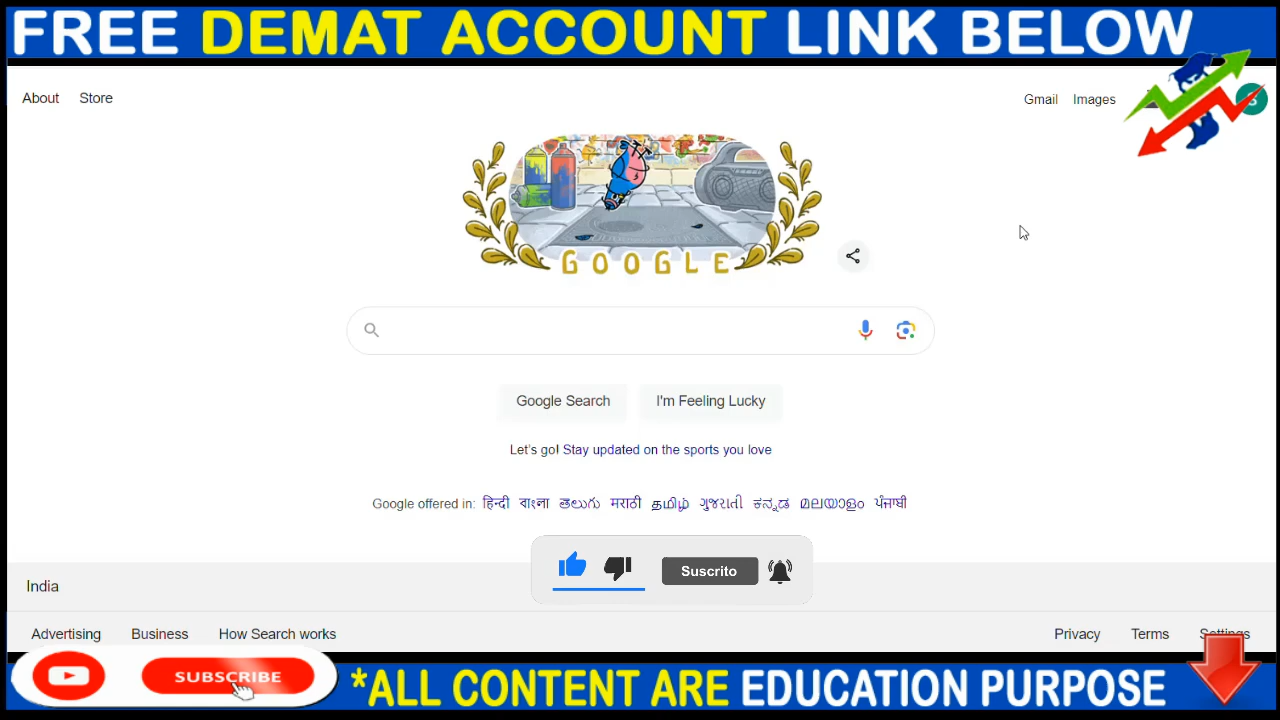 FREE DEMAT ACCOUNT LINK BELOW
About Store Gmail Images
GOOGLE
Google Search I'm Feeling Lucky
Let's go! Stay updated on the sports you love
Google offered in: हिन्दी বাংলা తెలుగు मराठी தமிழ் ગુજરાતી ಕನ್ನಡ മലയാളം ਪੰਜਾਬੀ
Suscrito
India
Advertising Business How Search works Privacy Terms Settings
SUBSCRIBE
*ALL CONTENT ARE EDUCATION PURPOSE